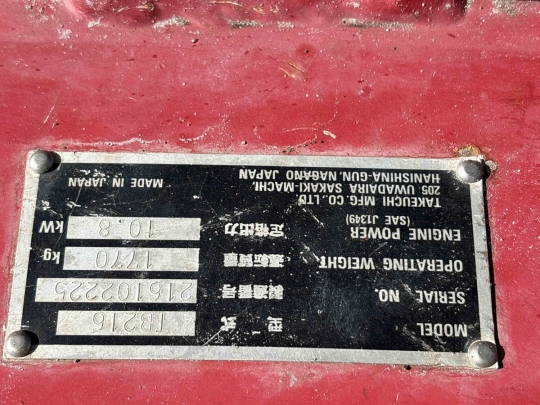 MODEL 型式 TB216
SERIAL NO. 製造番号 216102225
OPERATING WEIGHT 運転質量 1770 kg
ENGINE POWER 定格出力 10.8 kW
(SAE J1349)
TAKEUCHI MFG. CO., LTD.
205 UWADAIRA SAKAKI-MACHI,
HANISHINA-GUN, NAGANO JAPAN
MADE IN JAPAN